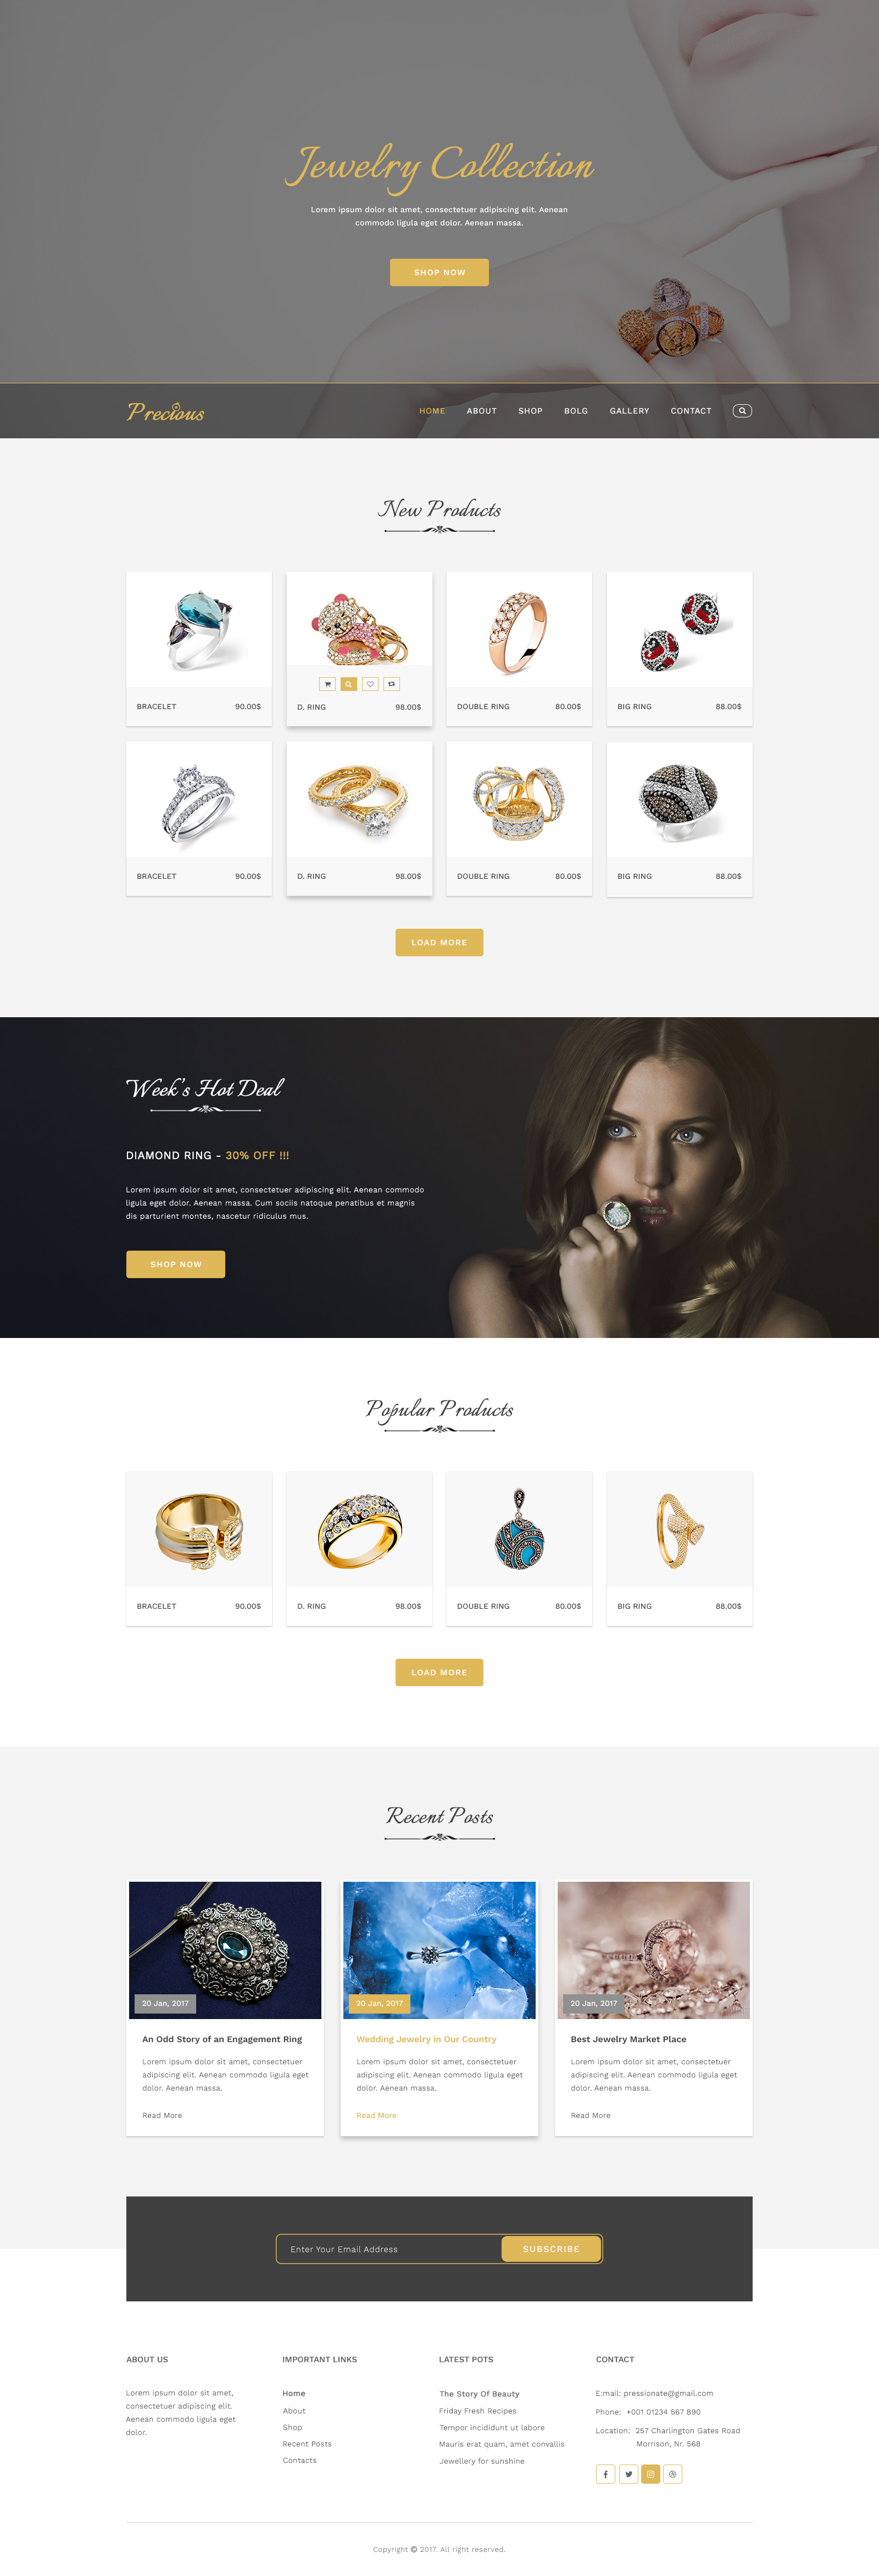 Jewelry Collection
Lorem ipsum dolor sit amet, consectetuer adipiscing elit. Aenean
commodo ligula eget dolor. Aenean massa.
SHOP NOW
Precious
HOME ABOUT SHOP BOLG GALLERY CONTACT
New Products
BRACELET 90.00$
D. RING 98.00$
DOUBLE RING 80.00$
BIG RING 88.00$
BRACELET 90.00$
D. RING 98.00$
DOUBLE RING 80.00$
BIG RING 88.00$
LOAD MORE
Week's Hot Deal
DIAMOND RING - 30% OFF !!!
Lorem ipsum dolor sit amet, consectetuer adipiscing elit. Aenean commodo
ligula eget dolor. Aenean massa. Cum sociis natoque penatibus et magnis
dis parturient montes, nascetur ridiculus mus.
SHOP NOW
Popular Products
BRACELET 90.00$
D. RING 98.00$
DOUBLE RING 80.00$
BIG RING 88.00$
LOAD MORE
Recent Posts
20 Jan, 2017
An Odd Story of an Engagement Ring
Lorem ipsum dolor sit amet, consectetuer
adipiscing elit. Aenean commodo ligula eget
dolor. Aenean massa.
Read More
20 Jan, 2017
Wedding Jewelry in Our Country
Lorem ipsum dolor sit amet, consectetuer
adipiscing elit. Aenean commodo ligula eget
dolor. Aenean massa.
Read More
20 Jan, 2017
Best Jewelry Market Place
Lorem ipsum dolor sit amet, consectetuer
adipiscing elit. Aenean commodo ligula eget
dolor. Aenean massa.
Read More
Enter Your Email Address
SUBSCRIBE
ABOUT US
Lorem ipsum dolor sit amet,
consectetuer adipiscing elit.
Aenean commodo ligula eget
dolor.
IMPORTANT LINKS
Home
About
Shop
Recent Posts
Contacts
LATEST POTS
The Story Of Beauty
Friday Fresh Recipes
Tempor incididunt ut labore
Mauris erat quam, amet convallis
Jewellery for sunshine
CONTACT
E:mail: pressionate@gmail.com
Phone: +001 01234 567 890
Location: 257 Charlington Gates Road
Morrison, Nr. 568
Copyright © 2017. All right reserved.